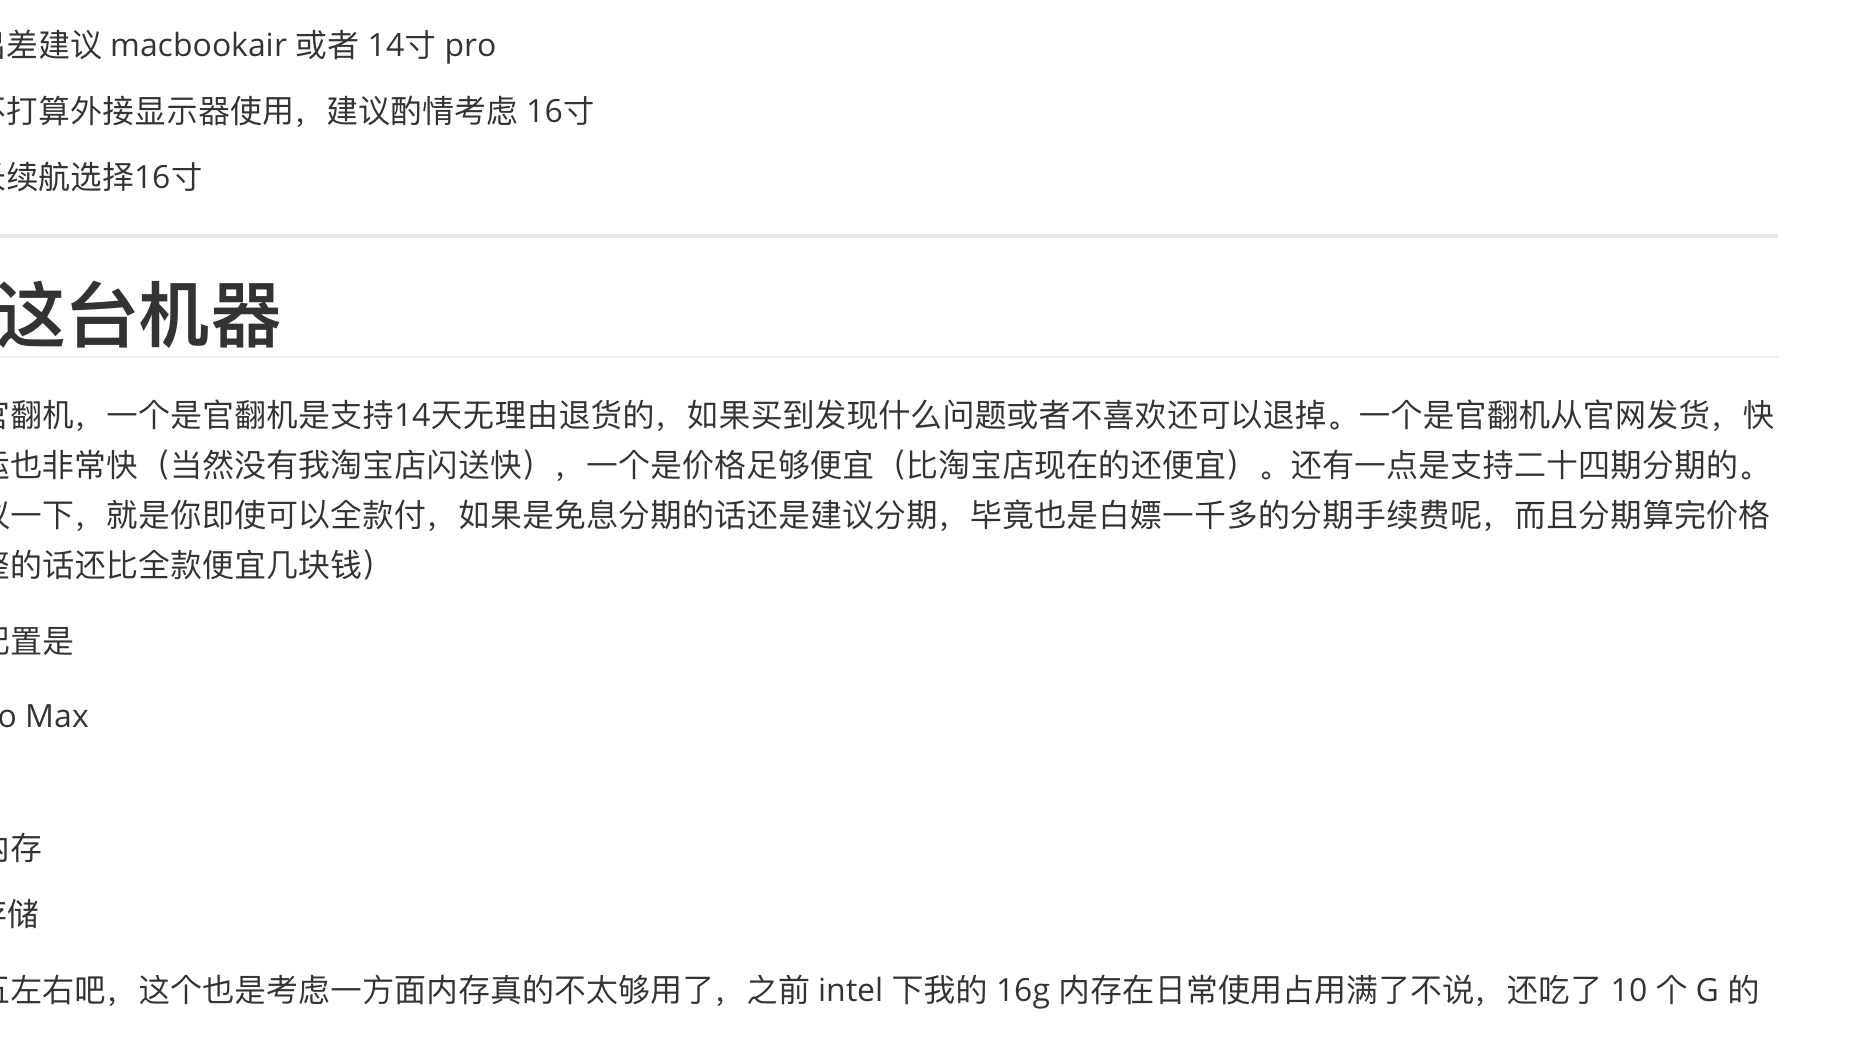 差建议 macbookair 或者 14寸 pro
打算外接显示器使用，建议酌情考虑 16寸
续航选择16寸
这台机器
官翻机，一个是官翻机是支持14天无理由退货的，如果买到发现什么问题或者不喜欢还可以退掉。一个是官翻机从官网发货，快
运也非常快（当然没有我淘宝店闪送快），一个是价格足够便宜（比淘宝店现在的还便宜）。还有一点是支持二十四期分期的。
议一下，就是你即使可以全款付，如果是免息分期的话还是建议分期，毕竟也是白嫖一千多的分期手续费呢，而且分期算完价格
整的话还比全款便宜几块钱）
配置是
o Max
内存
存储
五左右吧，这个也是考虑一方面内存真的不太够用了，之前 intel 下我的 16g 内存在日常使用占用满了不说，还吃了 10 个 G 的